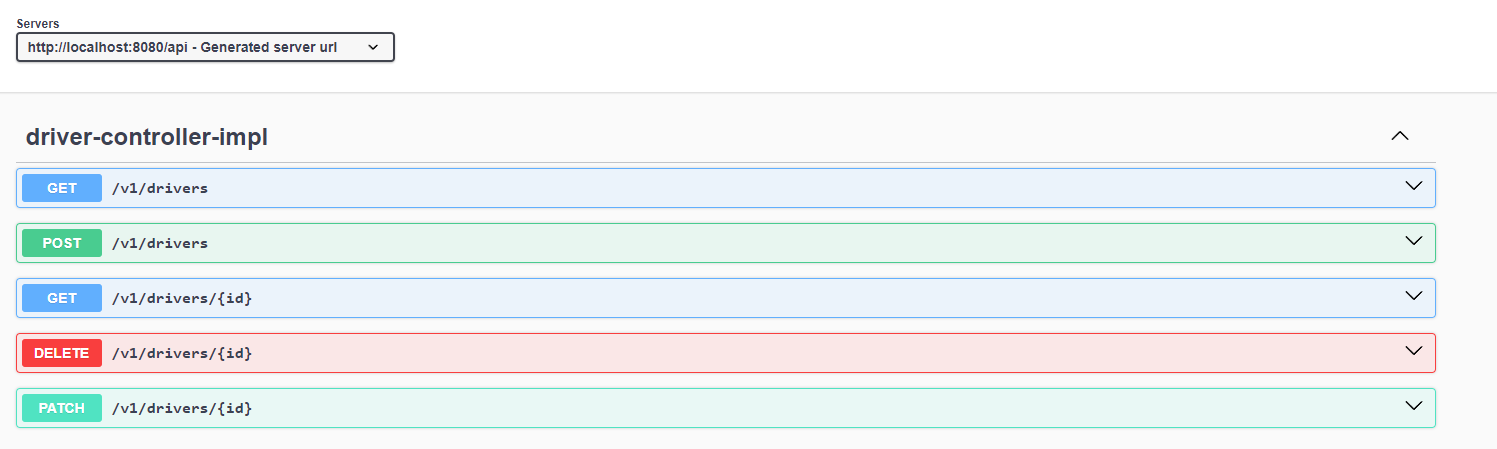 Servers
http://localhost:8080/api - Generated server url
driver-controller-impl
GET /v1/drivers
POST /v1/drivers
GET /v1/drivers/{id}
DELETE /v1/drivers/{id}
PATCH /v1/drivers/{id}